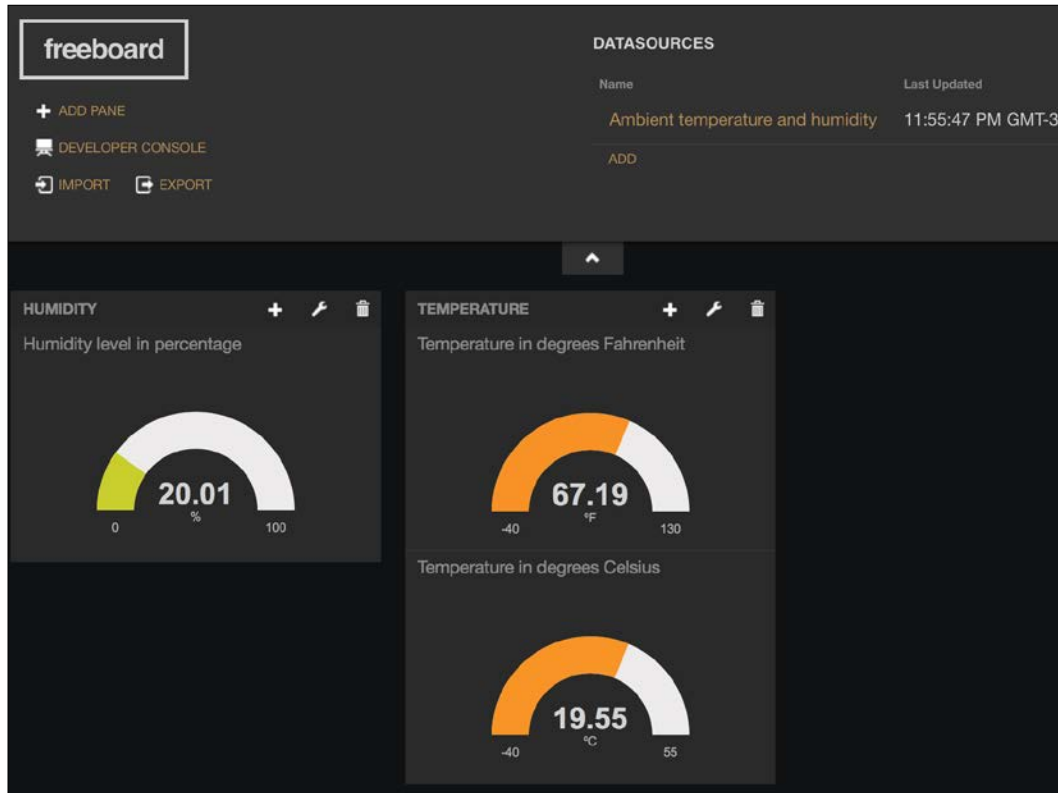 freeboard
ADD PANE
DEVELOPER CONSOLE
IMPORT EXPORT
DATASOURCES
Name Last Updated
Ambient temperature and humidity 11:55:47 PM GMT-3
ADD
HUMIDITY
Humidity level in percentage
20.01
%
0 100
TEMPERATURE
Temperature in degrees Fahrenheit
67.19
ºF
-40 130
Temperature in degrees Celsius
19.55
ºC
-40 55